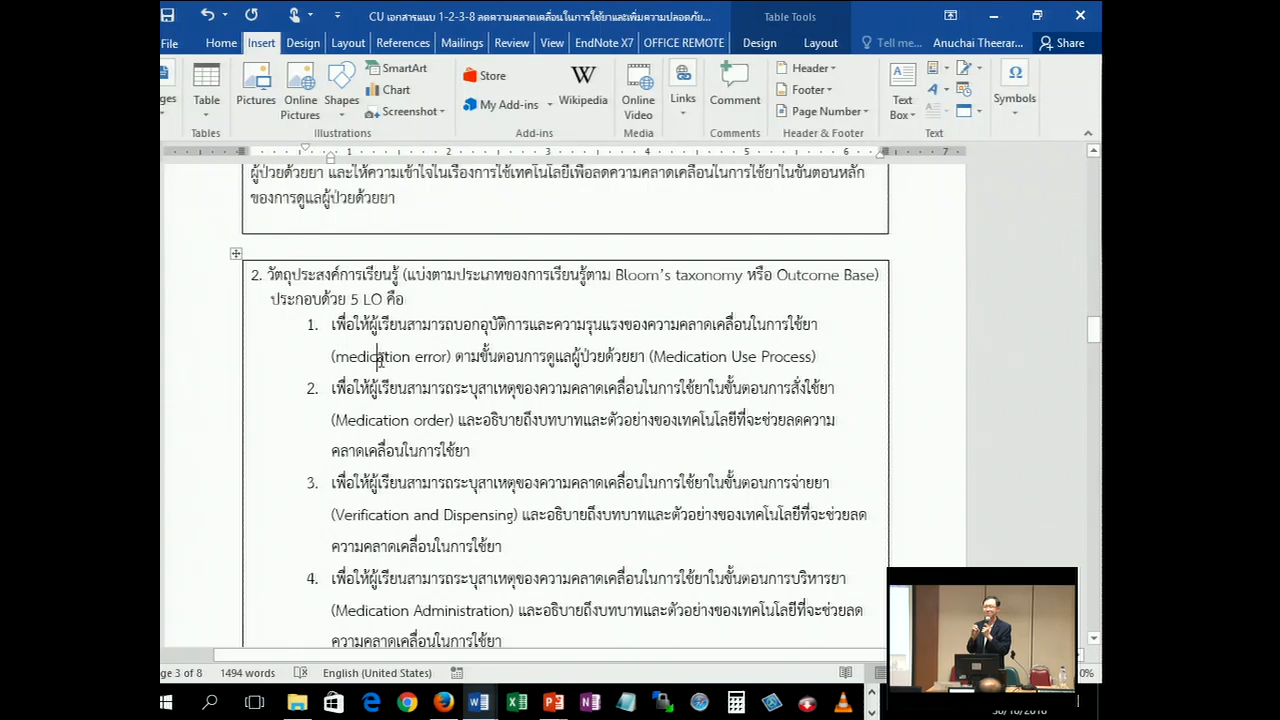 CU เอกสารแนบ 1-2-3-8 ลดความคลาดเคลื่อนในการใช้ยาและเพิ่มความปลอดภัย...
Table Tools
File
Home
Insert
Design
Layout
References
Mailings
Review
View
EndNote X7
OFFICE REMOTE
Design
Layout
Tell me...
Anuchai Theerar...
Share
Table
Pictures
Online Pictures
Shapes
SmartArt
Chart
Screenshot
Store
My Add-ins
Wikipedia
Online Video
Links
Comment
Header
Footer
Page Number
Text Box
Symbols
Tables
Illustrations
Add-ins
Media
Comments
Header & Footer
Text
1 2 3 4 5 6 7
ผู้ป่วยด้วยยา และให้ความเข้าใจในเรื่องการใช้เทคโนโลยีเพื่อลดความคลาดเคลื่อนในการใช้ยาในขั้นตอนหลัก
ของการดูแลผู้ป่วยด้วยยา
2. วัตถุประสงค์การเรียนรู้ (แบ่งตามประเภทของการเรียนรู้ตาม Bloom's taxonomy หรือ Outcome Base)
ประกอบด้วย 5 LO คือ
1. เพื่อให้ผู้เรียนสามารถบอกอุบัติการและความรุนแรงของความคลาดเคลื่อนในการใช้ยา
(medication error) ตามขั้นตอนการดูแลผู้ป่วยด้วยยา (Medication Use Process)
2. เพื่อให้ผู้เรียนสามารถระบุสาเหตุของความคลาดเคลื่อนในการใช้ยาในขั้นตอนการสั่งใช้ยา
(Medication order) และอธิบายถึงบทบาทและตัวอย่างของเทคโนโลยีที่จะช่วยลดความ
คลาดเคลื่อนในการใช้ยา
3. เพื่อให้ผู้เรียนสามารถระบุสาเหตุของความคลาดเคลื่อนในการใช้ยาในขั้นตอนการจ่ายยา
(Verification and Dispensing) และอธิบายถึงบทบาทและตัวอย่างของเทคโนโลยีที่จะช่วยลด
ความคลาดเคลื่อนในการใช้ยา
4. เพื่อให้ผู้เรียนสามารถระบุสาเหตุของความคลาดเคลื่อนในการใช้ยาในขั้นตอนการบริหารยา
(Medication Administration) และอธิบายถึงบทบาทและตัวอย่างของเทคโนโลยีที่จะช่วยลด
ความคลาดเคลื่อนในการใช้ยา
ge 3 of 8
1494 words
English (United States)
0%